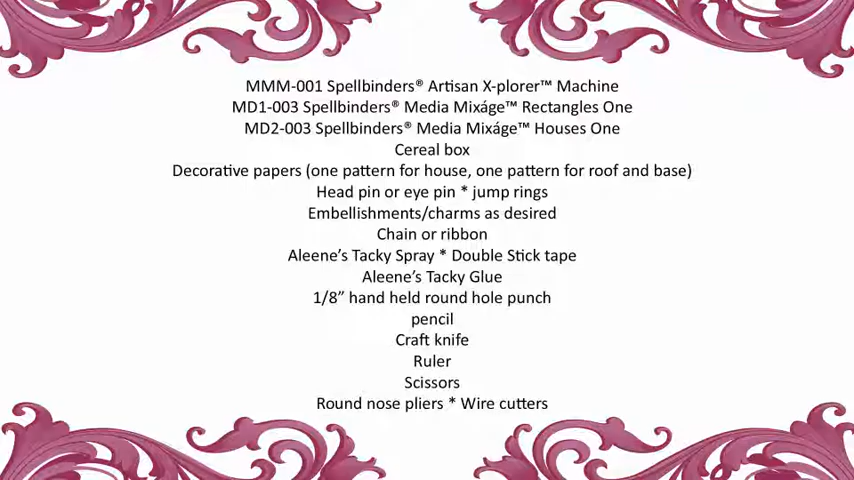 MMM-001 Spellbinders® Artisan X-plorer™ Machine
MD1-003 Spellbinders® Media Mixáge™ Rectangles One
MD2-003 Spellbinders® Media Mixáge™ Houses One
Cereal box
Decorative papers (one pattern for house, one pattern for roof and base)
Head pin or eye pin * jump rings
Embellishments/charms as desired
Chain or ribbon
Aleene’s Tacky Spray * Double Stick tape
Aleene’s Tacky Glue
1/8” hand held round hole punch
pencil
Craft knife
Ruler
Scissors
Round nose pliers * Wire cutters